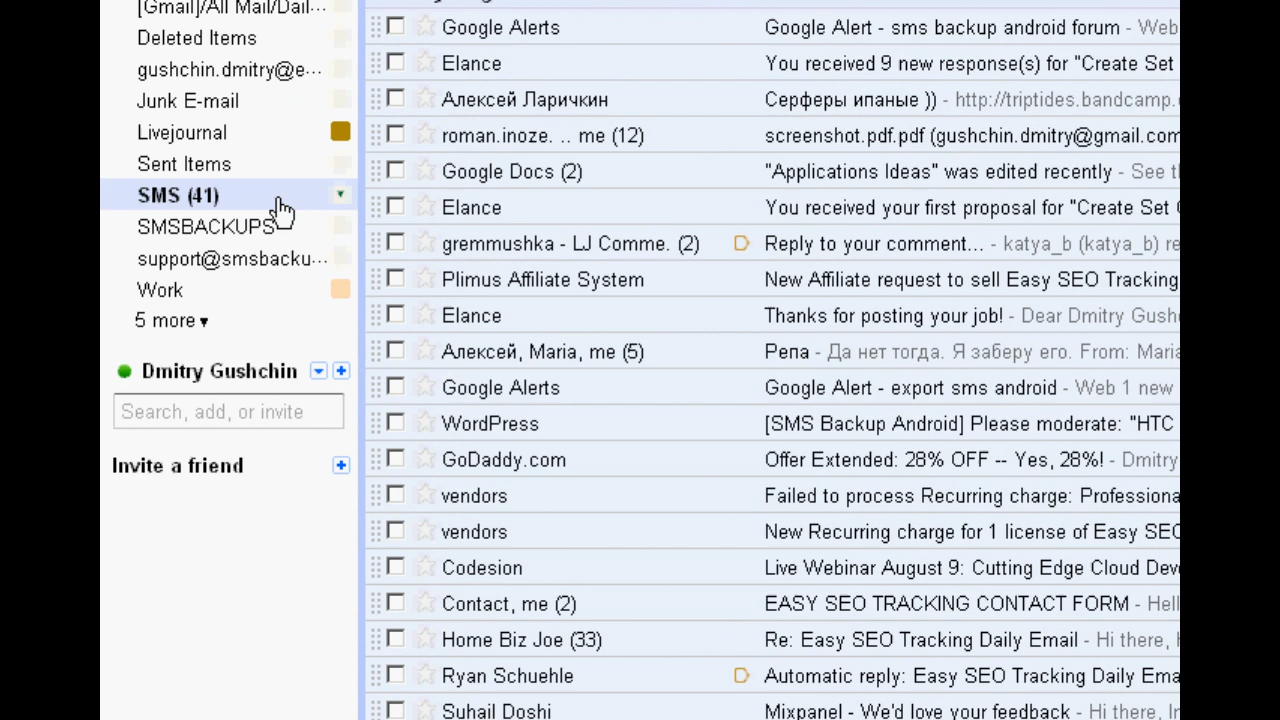 [Gmail]/All Mail/Dail...
Deleted Items
gushchin.dmitry@e...
Junk E-mail
Livejournal
Sent Items
SMS (41)
SMSBACKUPS
support@smsbacku...
Work
5 more
Dmitry Gushchin
Search, add, or invite
Invite a friend
Google Alerts Google Alert - sms backup android forum - Web
Elance You received 9 new response(s) for "Create Set
Алексей Ларичкин Серверы ипаные )) - http://triptides.bandcamp.
roman.inoze. .. me (12) Screenshot.pdf.pdf (gushchin.dmitry@gmail.com
Google Docs (2) "Applications Ideas" was edited recently - See t
Elance You received your first proposal for "Create Set
gremmushka - LJ Comme. (2) Reply to your comment... - katya_b (katya_b) re
Plimus Affiliate System New Affiliate request to sell Easy SEO Tracking
Elance Thanks for posting your job! - Dear Dmitry Gush
Алексей, Maria, me (5) Дача - Да нет тогда. Я заберу его. From: Maria
Google Alerts Google Alert - export sms android - Web 1 new
WordPress [SMS Backup Android] Please moderate: "HTC
GoDaddy.com Offer Extended: 28% OFF -- Yes, 28%! - Dmitry
vendors Failed to process Recurring charge: Professiona
vendors New Recurring charge for 1 license of Easy SEO
Codesion Live Webinar August 9: Cutting Edge Cloud Deve
Contact, me (2) EASY SEO TRACKING CONTACT FORM - Hell
Home Biz Joe (33) Re: Easy SEO Tracking Daily Email - Hi there,
Ryan Schuehle Automatic reply: Easy SEO Tracking Daily Ema
Suhail Doshi Mixpanel - We'd love your feedback - Hi there,